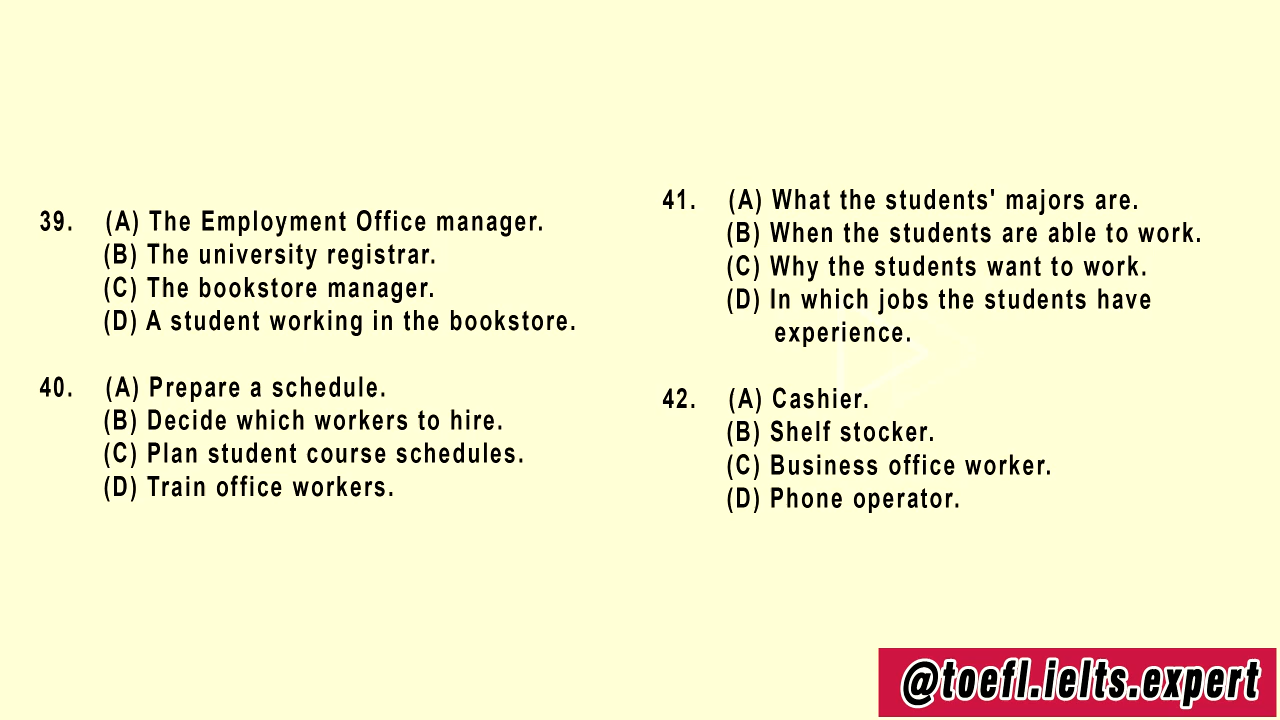 39. (A) The Employment Office manager.
(B) The university registrar.
(C) The bookstore manager.
(D) A student working in the bookstore.
40. (A) Prepare a schedule.
(B) Decide which workers to hire.
(C) Plan student course schedules.
(D) Train office workers.
41. (A) What the students' majors are.
(B) When the students are able to work.
(C) Why the students want to work.
(D) In which jobs the students have
experience.
42. (A) Cashier.
(B) Shelf stocker.
(C) Business office worker.
(D) Phone operator.
@toefl.ielts.expert